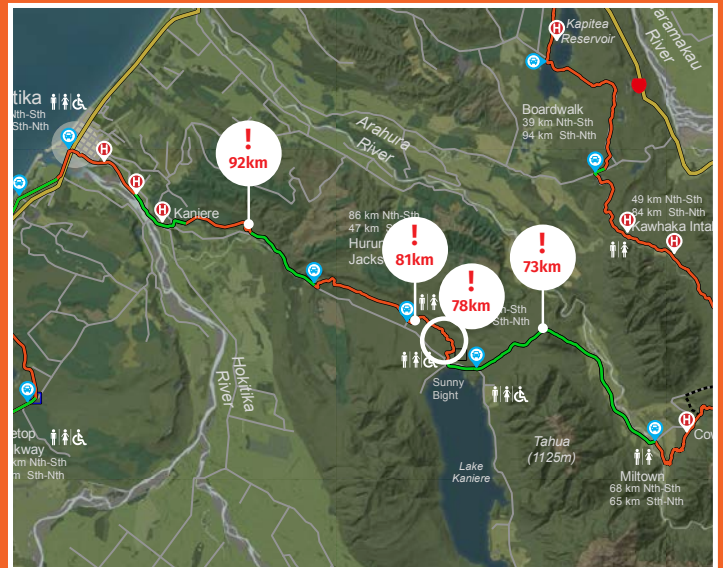 Kapitea
Reservoir
River
Boardwalk
39 km Nth-Sth
94 km Sth-Nth
tika
Nth-Sth
Sth-Nth
H
H
H
H
Arahura
River
!
92km
Kaniere
86 km Nth-Sth
47 km
Jacks
!
81km
!
78km
!
73km
Nth
49 km Nth-Sth
84 km Sth-Nth
H
H
Hokitika
River
Sunny
Bight
Lake
Kaniere
Tahua
(1125m)
H
Miltown
68 km Nth-Sth
65 km Sth-Nth
etop
kway
km Nth-Sth
m Sth-Nth